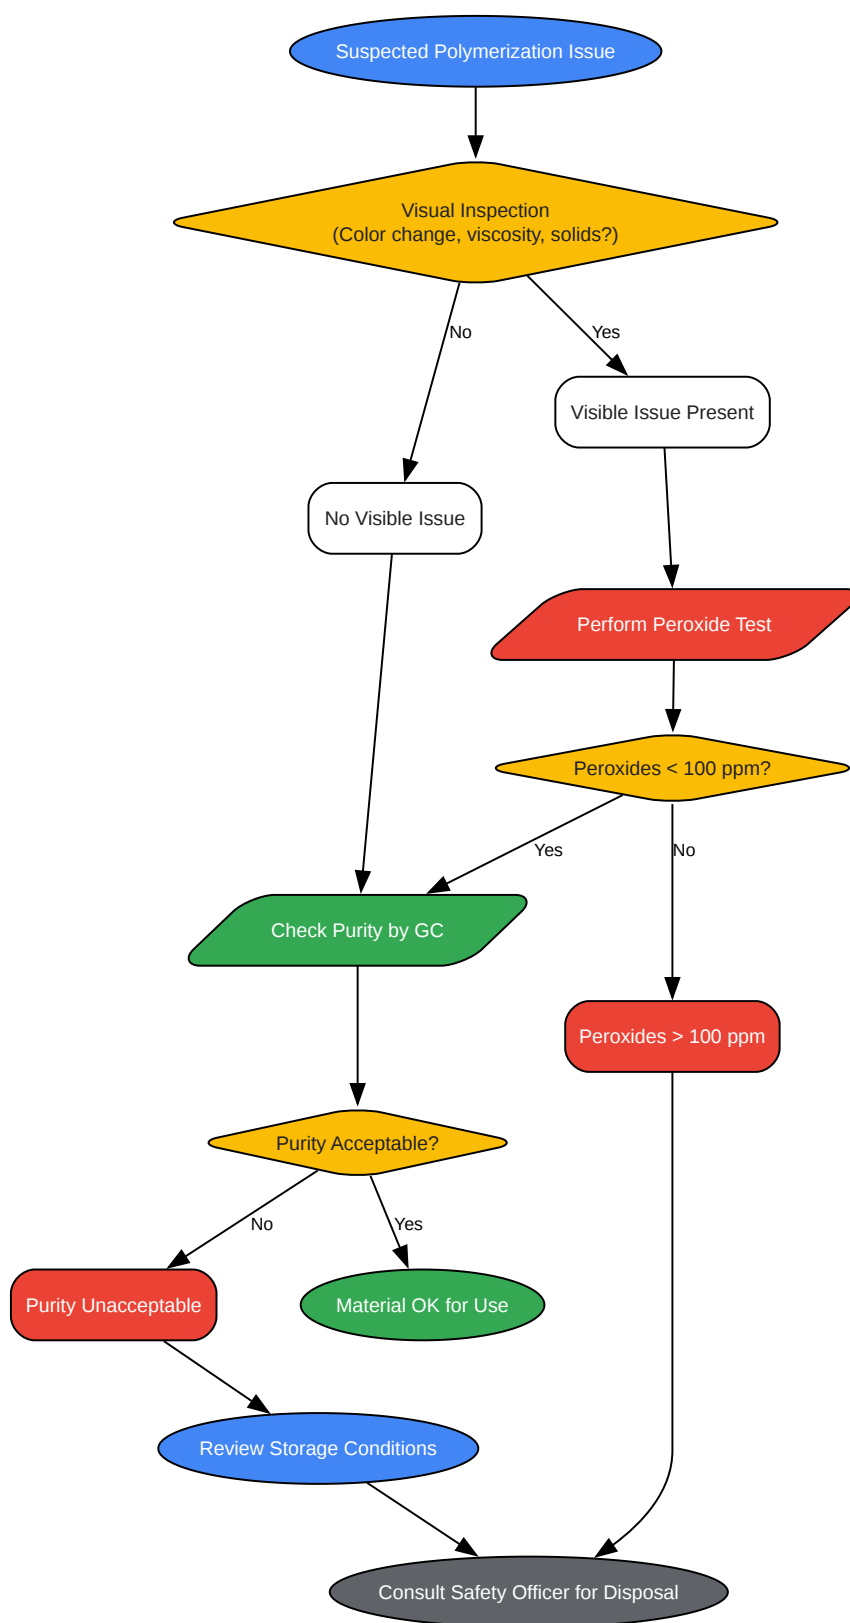 Suspected Polymerization Issue
Visual Inspection
(Color change, viscosity, solids?)
No
Yes
Visible Issue Present
No Visible Issue
Perform Peroxide Test
Peroxides < 100 ppm?
Yes
No
Check Purity by GC
Peroxides > 100 ppm
Purity Acceptable?
No
Yes
Purity Unacceptable
Material OK for Use
Review Storage Conditions
Consult Safety Officer for Disposal